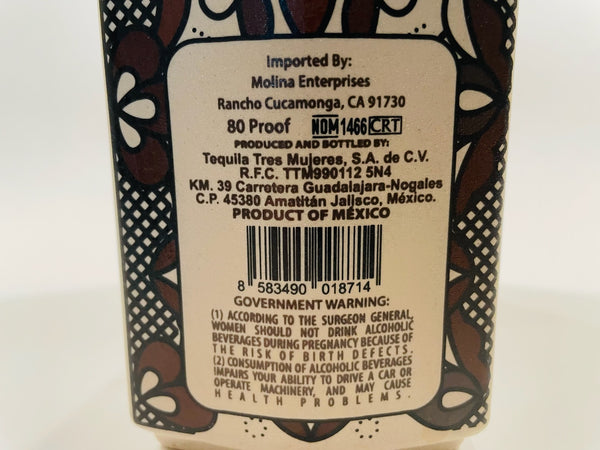 Imported By:
Molina Enterprises
Rancho Cucamonga, CA 91730
80 Proof NOM 1466 CRT
PRODUCED AND BOTTLED BY:
Tequila Tres Mujeres, S.A. de C.V.
R.F.C. TTM990112 5N4
KM. 39 Carretera Guadalajara-Nogales
C.P. 45380 Amatitán Jalisco, México.
PRODUCT OF MÉXICO
8 583490 018714
GOVERNMENT WARNING:
(1) ACCORDING TO THE SURGEON GENERAL,
WOMEN SHOULD NOT DRINK ALCOHOLIC
BEVERAGES DURING PREGNANCY BECAUSE OF
THE RISK OF BIRTH DEFECTS.
(2) CONSUMPTION OF ALCOHOLIC BEVERAGES
IMPAIRS YOUR ABILITY TO DRIVE A CAR OR
OPERATE MACHINERY, AND MAY CAUSE
HEALTH PROBLEMS.